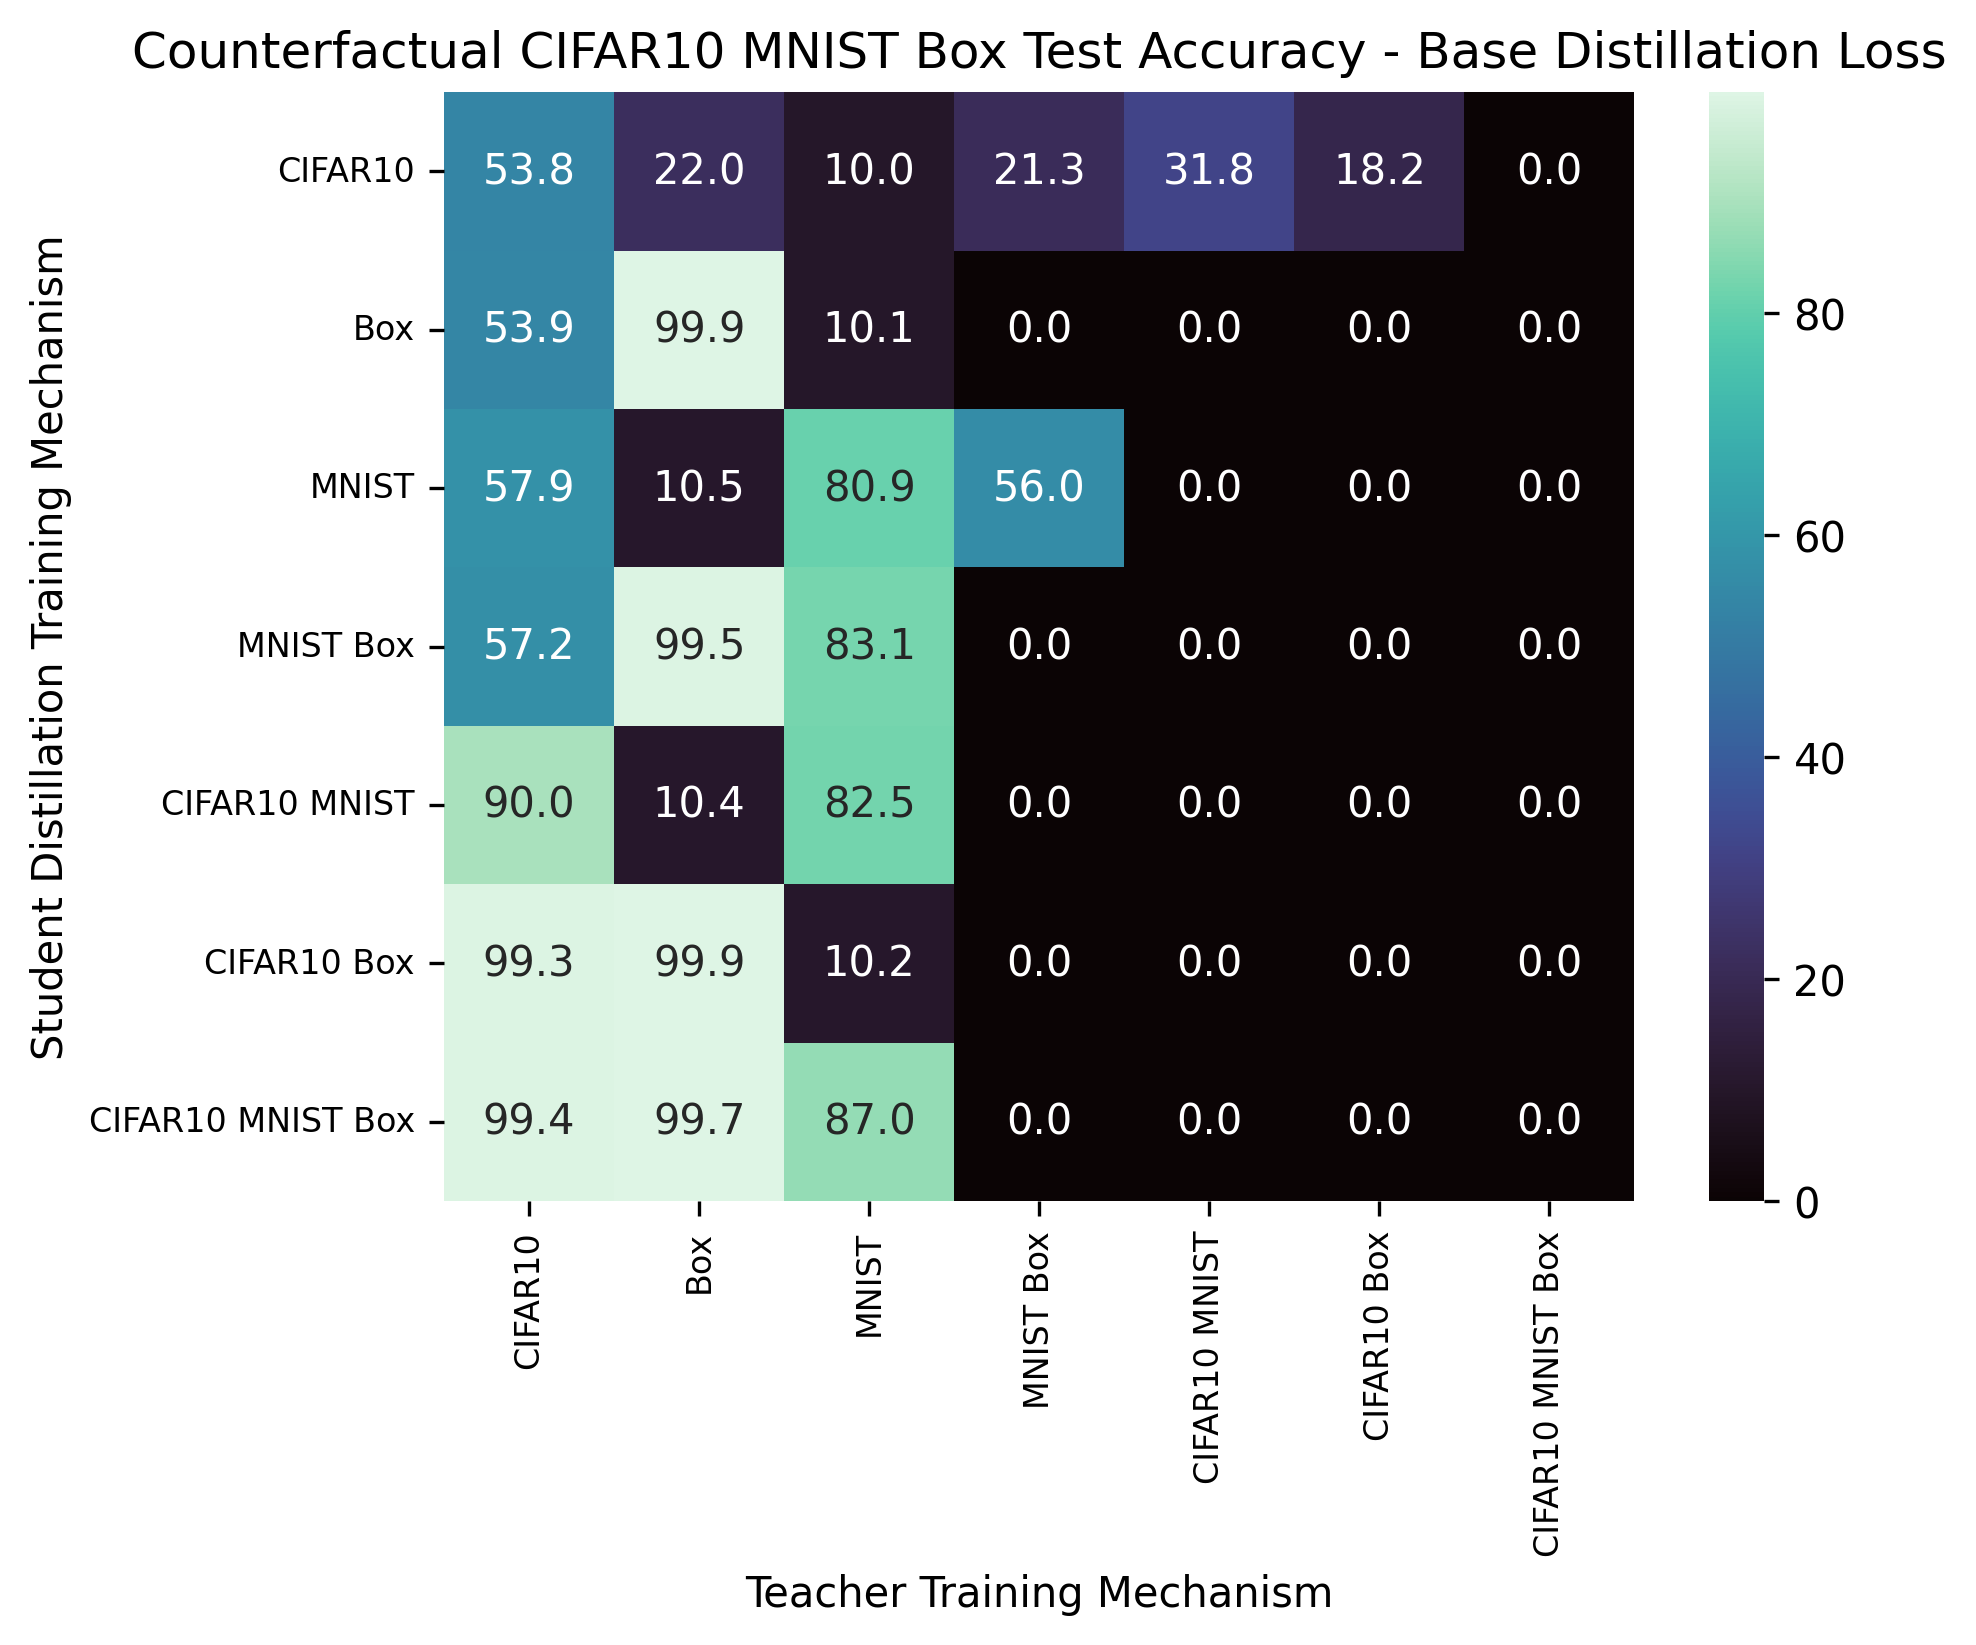 Counterfactual CIFAR10 MNIST Box Test Accuracy - Base Distillation Loss
Student Distillation Training Mechanism
CIFAR10 53.8 22.0 10.0 21.3 31.8 18.2 0.0
Box 53.9 99.9 10.1 0.0 0.0 0.0 0.0
MNIST 57.9 10.5 80.9 56.0 0.0 0.0 0.0
MNIST Box 57.2 99.5 83.1 0.0 0.0 0.0 0.0
CIFAR10 MNIST 90.0 10.4 82.5 0.0 0.0 0.0 0.0
CIFAR10 Box 99.3 99.9 10.2 0.0 0.0 0.0 0.0
CIFAR10 MNIST Box 99.4 99.7 87.0 0.0 0.0 0.0 0.0
CIFAR10
Box
MNIST
MNIST Box
CIFAR10 MNIST
CIFAR10 Box
CIFAR10 MNIST Box
Teacher Training Mechanism
80
60
40
20
0